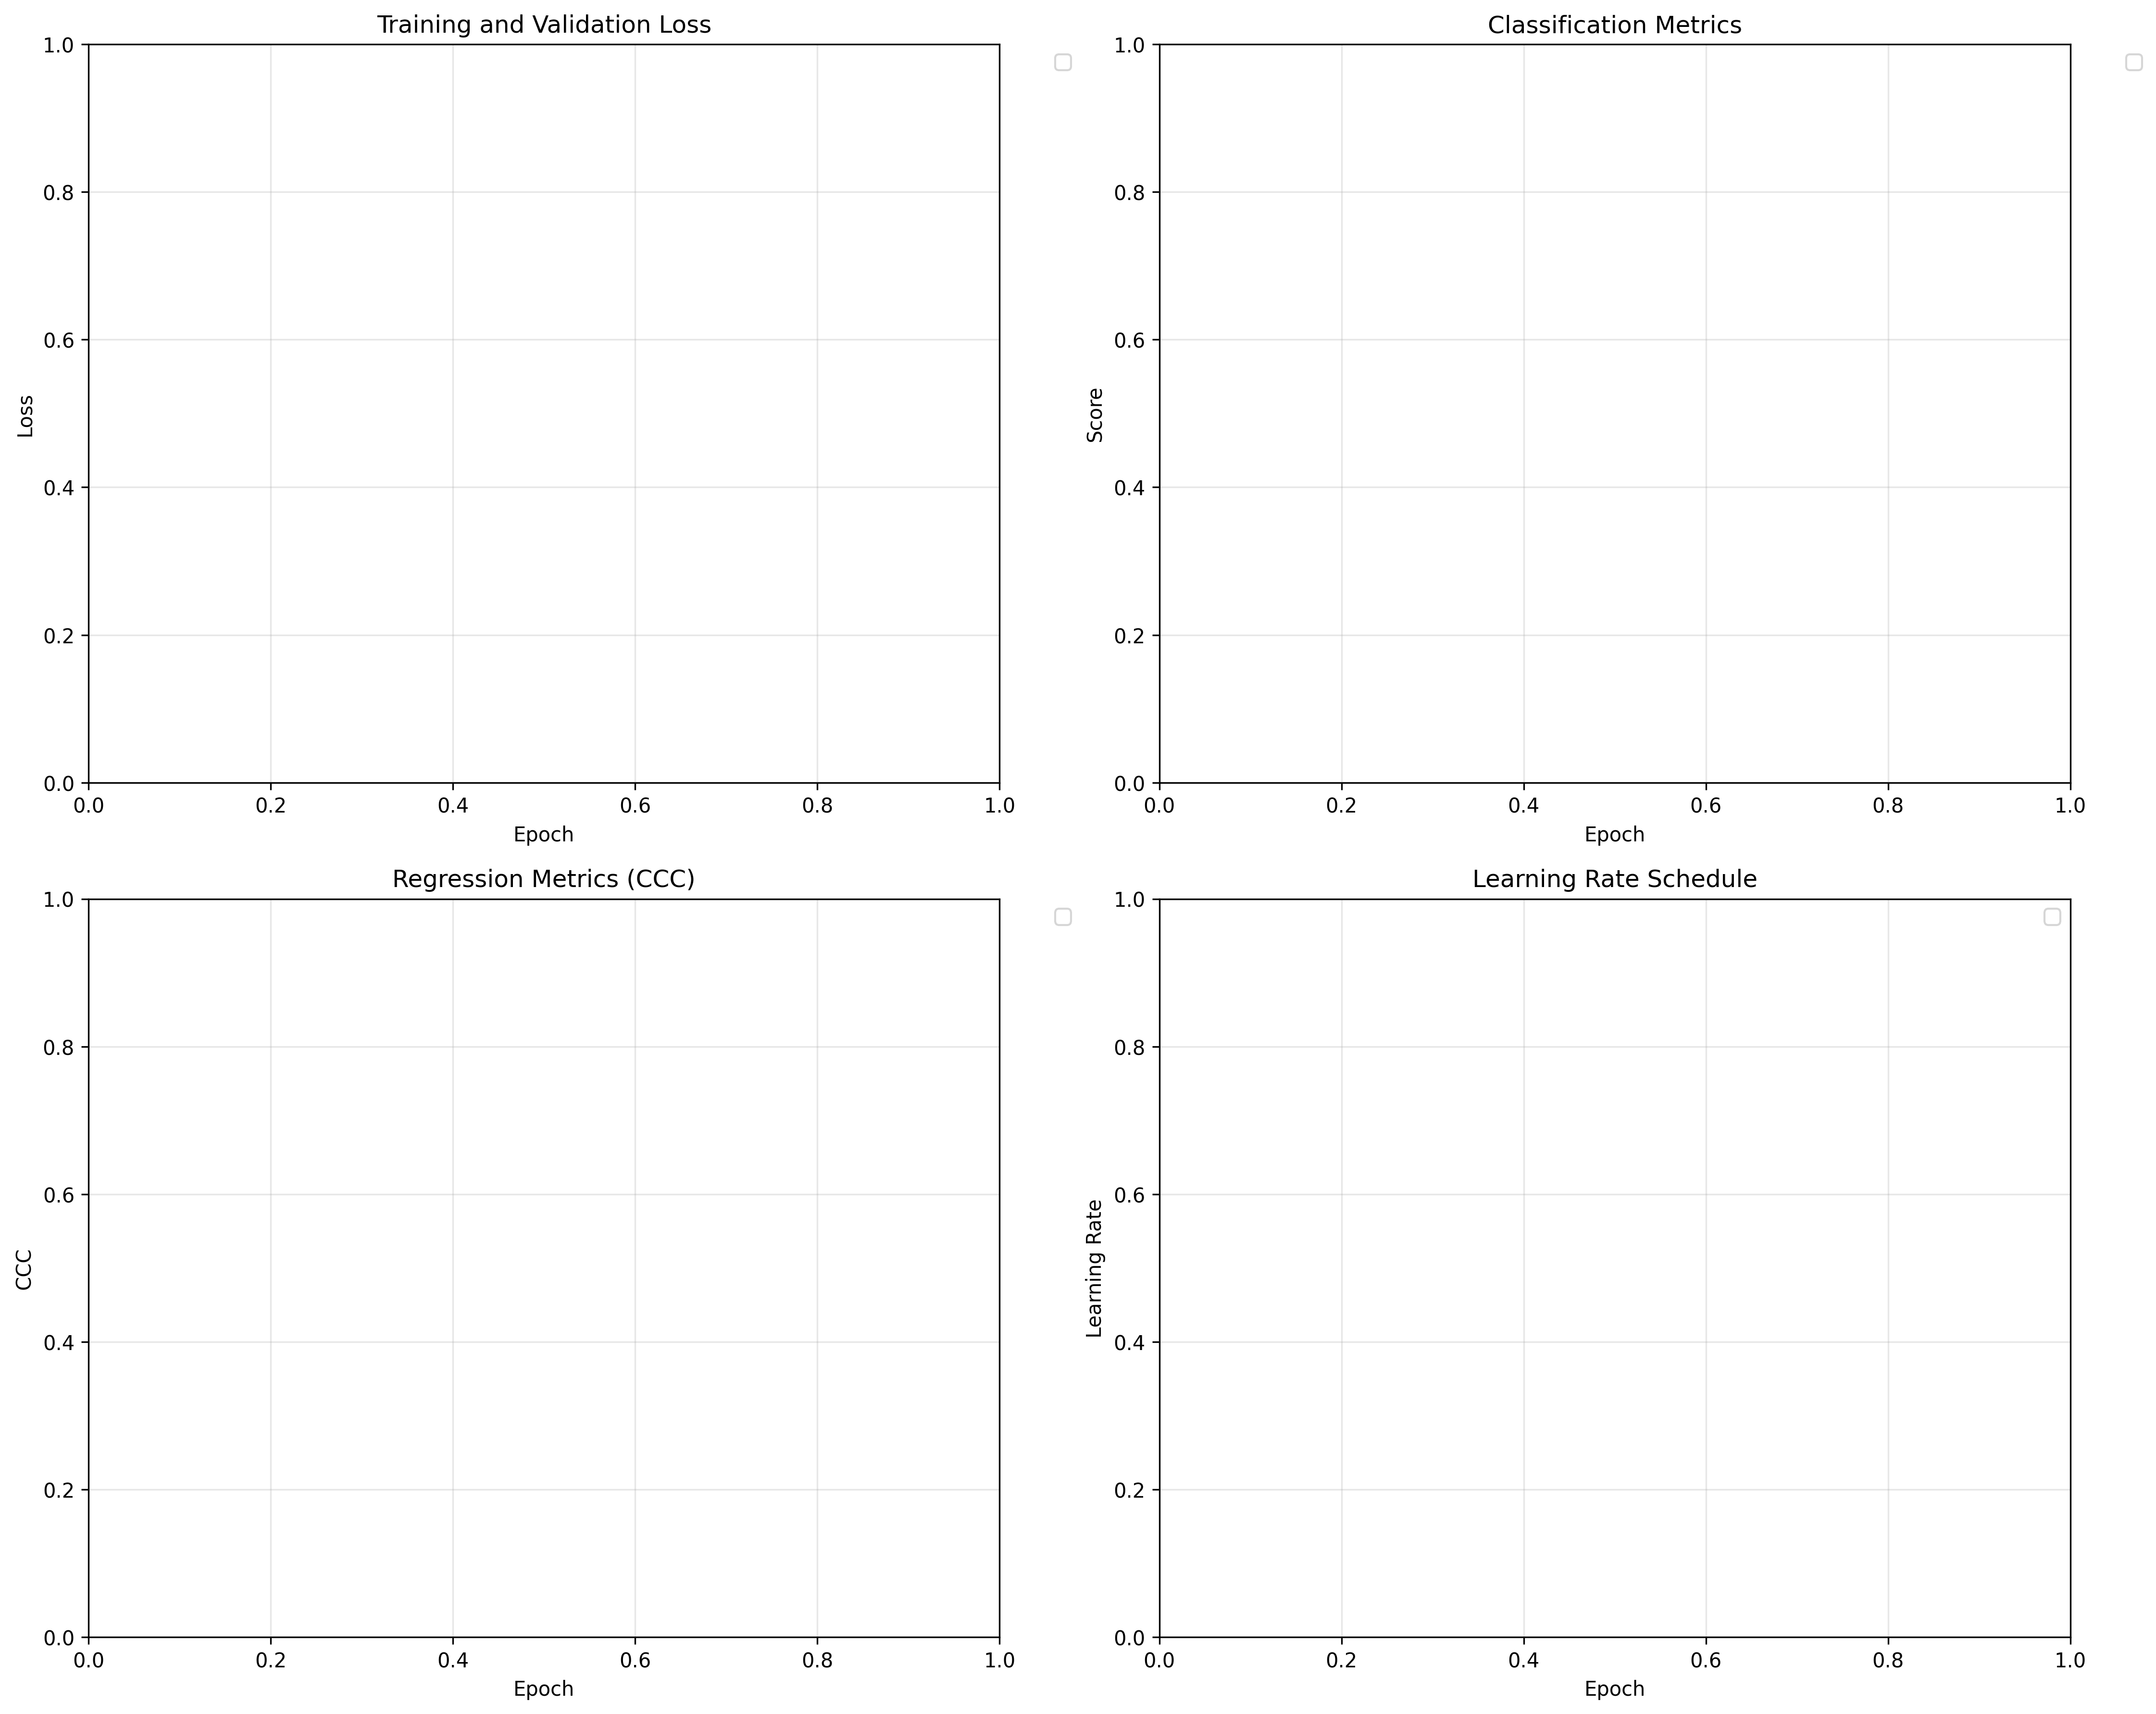 Training and Validation Loss
1.0
0.8
0.6
0.4
0.2
0.0
Loss
0.0 0.2 0.4 0.6 0.8 1.0
Epoch
Classification Metrics
1.0
0.8
0.6
0.4
0.2
0.0
Score
0.0 0.2 0.4 0.6 0.8 1.0
Epoch
Regression Metrics (CCC)
1.0
0.8
0.6
0.4
0.2
0.0
CCC
0.0 0.2 0.4 0.6 0.8 1.0
Epoch
Learning Rate Schedule
1.0
0.8
0.6
0.4
0.2
0.0
Learning Rate
0.0 0.2 0.4 0.6 0.8 1.0
Epoch